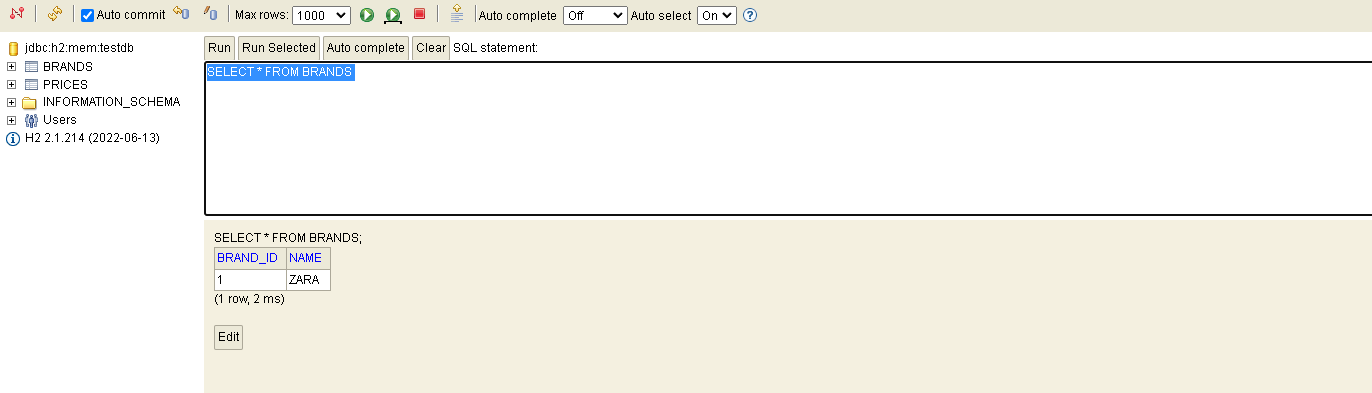 Auto commit Max rows: 1000 Auto complete Off Auto select On ?
jdbc:h2:mem:testdb
BRANDS
PRICES
INFORMATION_SCHEMA
Users
H2 2.1.214 (2022-06-13)
Run Run Selected Auto complete Clear SQL statement:
SELECT * FROM BRANDS
SELECT * FROM BRANDS;
BRAND_ID NAME
1 ZARA
(1 row, 2 ms)
Edit